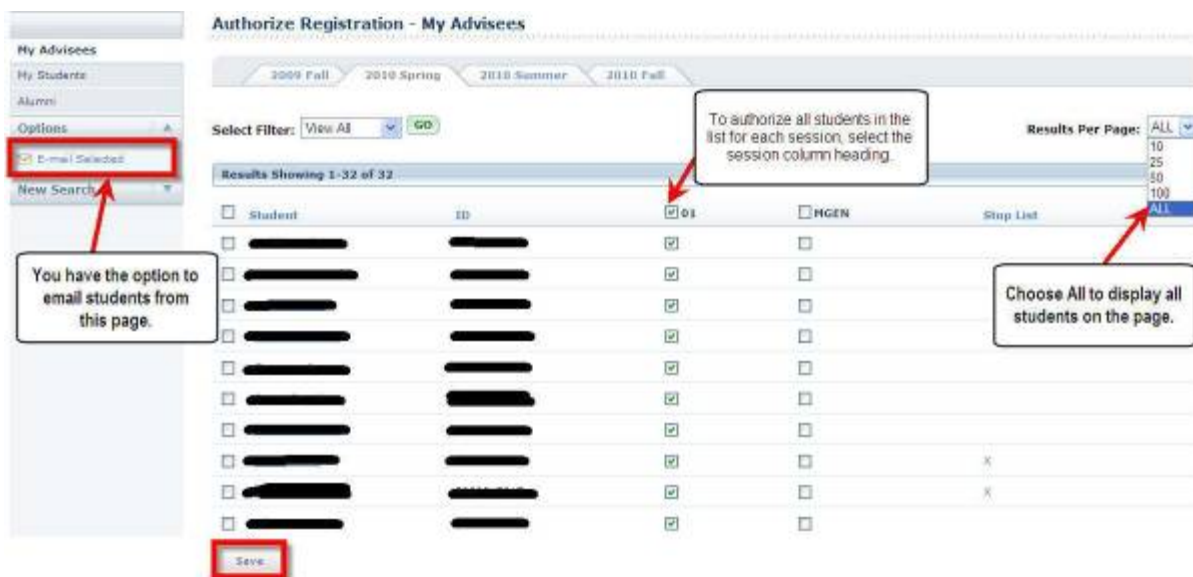 Authorize Registration - My Advisees
My Advisees
My Students
Alumni
Options
E-mail Selected
New Search
You have the option to
email students from
this page.
2009 Fall 2010 Spring 2010 Summer 2010 Fall
Select Filter: View All GO
To authorize all students in the
list for each session, select the
session column heading.
Results Per Page: ALL
10
25
50
100
ALL
Choose All to display all
students on the page.
Results Showing 1-32 of 32
Student ID 01 MGEN Stop List
X
X
Save